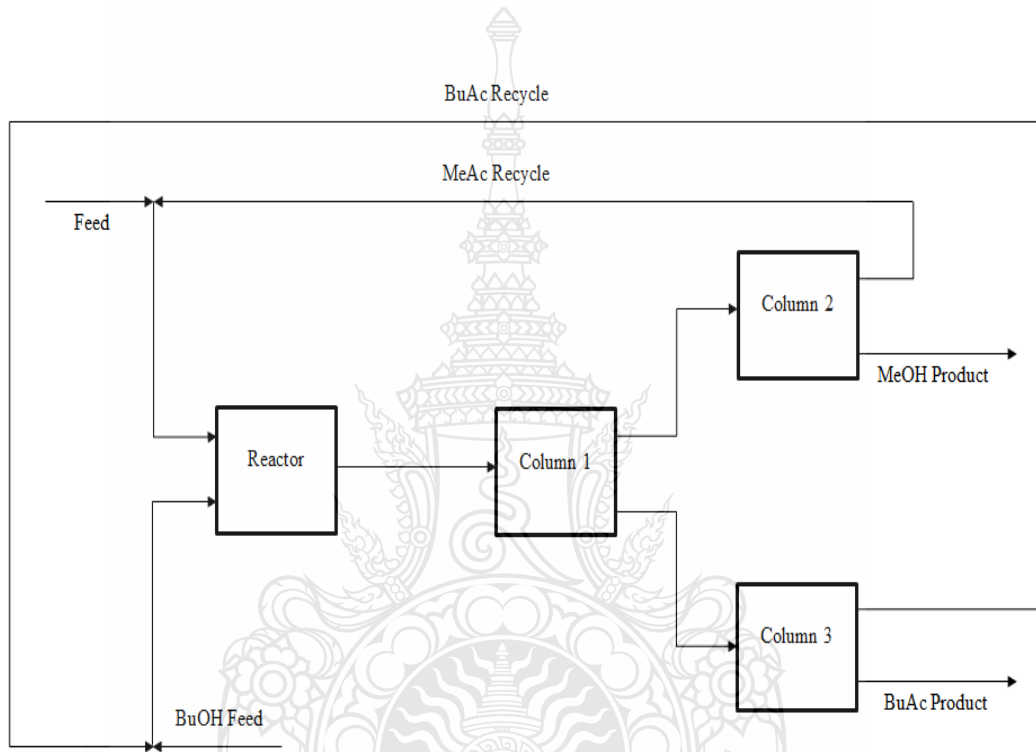 BuAc Recycle
MeAc Recycle
Feed
Column 2
MeOH Product
Reactor
Column 1
Column 3
BuAc Product
BuOH Feed